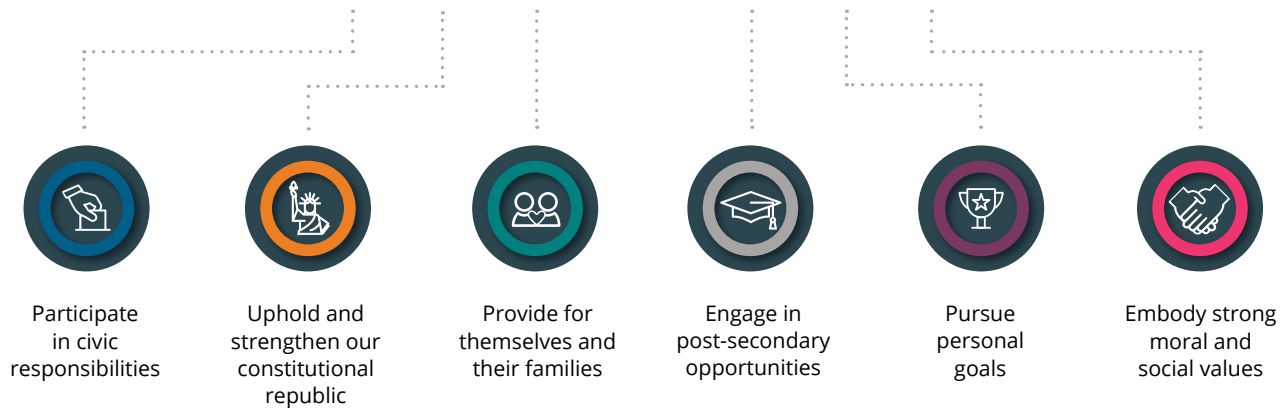 Participate
in civic
responsibilities
Uphold and
strengthen our
constitutional
republic
Provide for
themselves and
their families
Engage in
post-secondary
opportunities
Pursue
personal
goals
Embody strong
moral and
social values